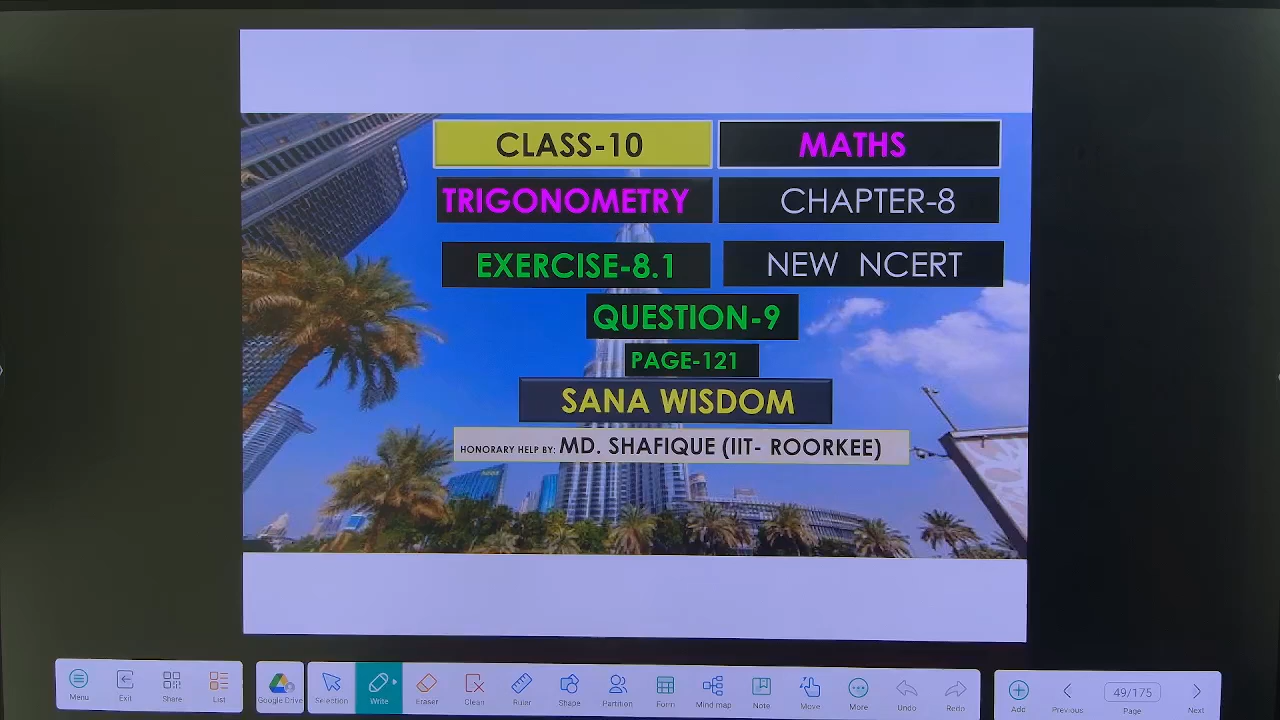 CLASS-10 MATHS
TRIGONOMETRY CHAPTER-8
EXERCISE-8.1 NEW NCERT
QUESTION-9
PAGE-121
SANA WISDOM
HONORARY HELP BY: MD. SHAFIQUE (IIT- ROORKEE)
Menu Exit Share List Google Drive Selection Write Eraser Clean Ruler Shape Partition Form Mind map Note Move More Undo Redo Add Previous 49/175 Page Next